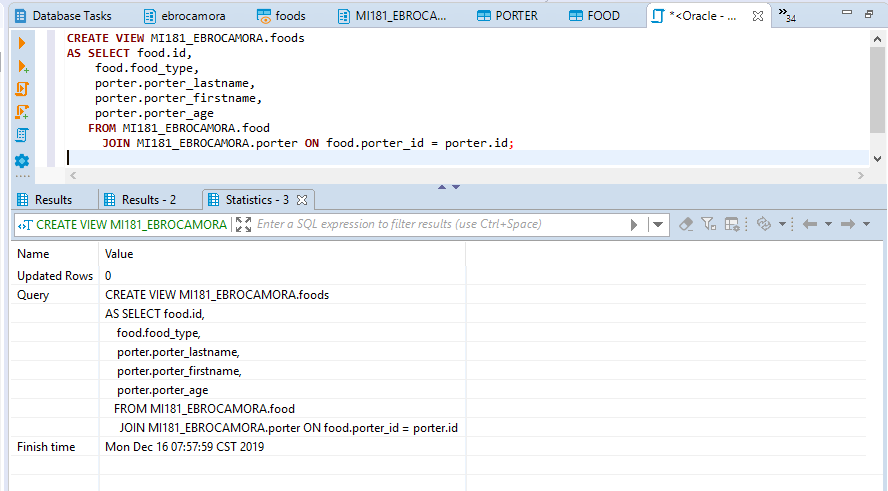 Database Tasks ebrocamora foods MI181_EBROCA... PORTER FOOD *<Oracle - ... »34
CREATE VIEW MI181_EBROCAMORA.foods
AS SELECT food.id,
food.food_type,
porter.porter_lastname,
porter.porter_firstname,
porter.porter_age
FROM MI181_EBROCAMORA.food
JOIN MI181_EBROCAMORA.porter ON food.porter_id = porter.id;
Results Results - 2 Statistics - 3
CREATE VIEW MI181_EBROCAMORA Enter a SQL expression to filter results (use Ctrl+Space)
Name Value
Updated Rows 0
Query CREATE VIEW MI181_EBROCAMORA.foods
AS SELECT food.id,
food.food_type,
porter.porter_lastname,
porter.porter_firstname,
porter.porter_age
FROM MI181_EBROCAMORA.food
JOIN MI181_EBROCAMORA.porter ON food.porter_id = porter.id
Finish time Mon Dec 16 07:57:59 CST 2019